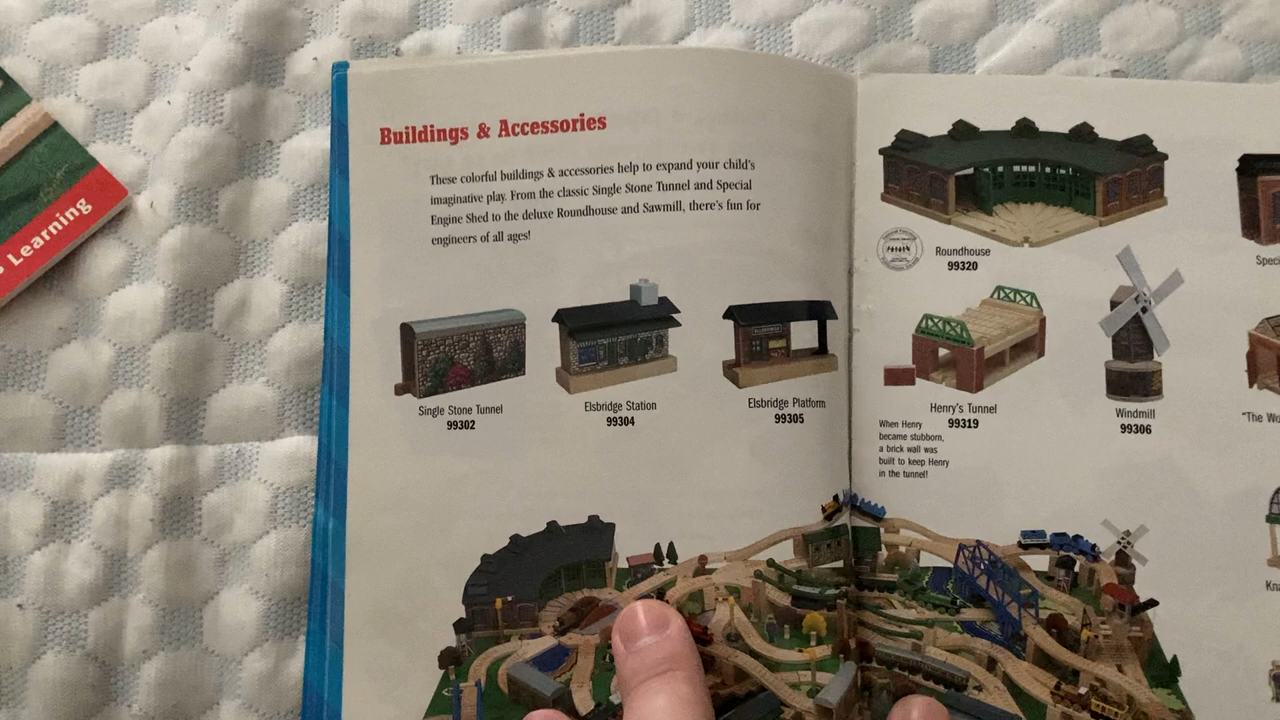 s Learning
Buildings & Accessories
These colorful buildings & accessories help to expand your child's
imaginative play. From the classic Single Stone Tunnel and Special
Engine Shed to the deluxe Roundhouse and Sawmill, there's fun for
engineers of all ages!
Single Stone Tunnel
99302
Elsbridge Station
99304
Elsbridge Platform
99305
Roundhouse
99320
Henry's Tunnel
99319
When Henry
became stubborn,
a brick wall was
built to keep Henry
in the tunnel!
Windmill
99306
Speci
"The Wo
Kna